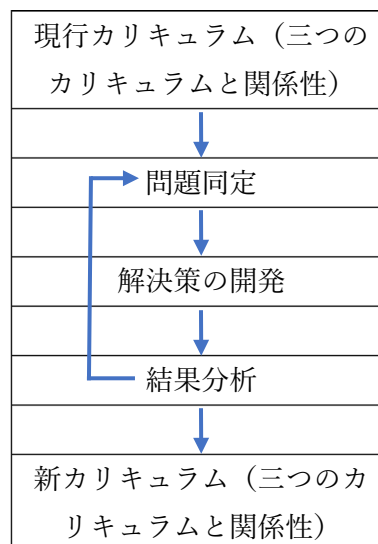 現行カリキュラム（三つの
カリキュラムと関係性）
問題同定
解決策の開発
結果分析
新カリキュラム（三つのカ
リキュラムと関係性）